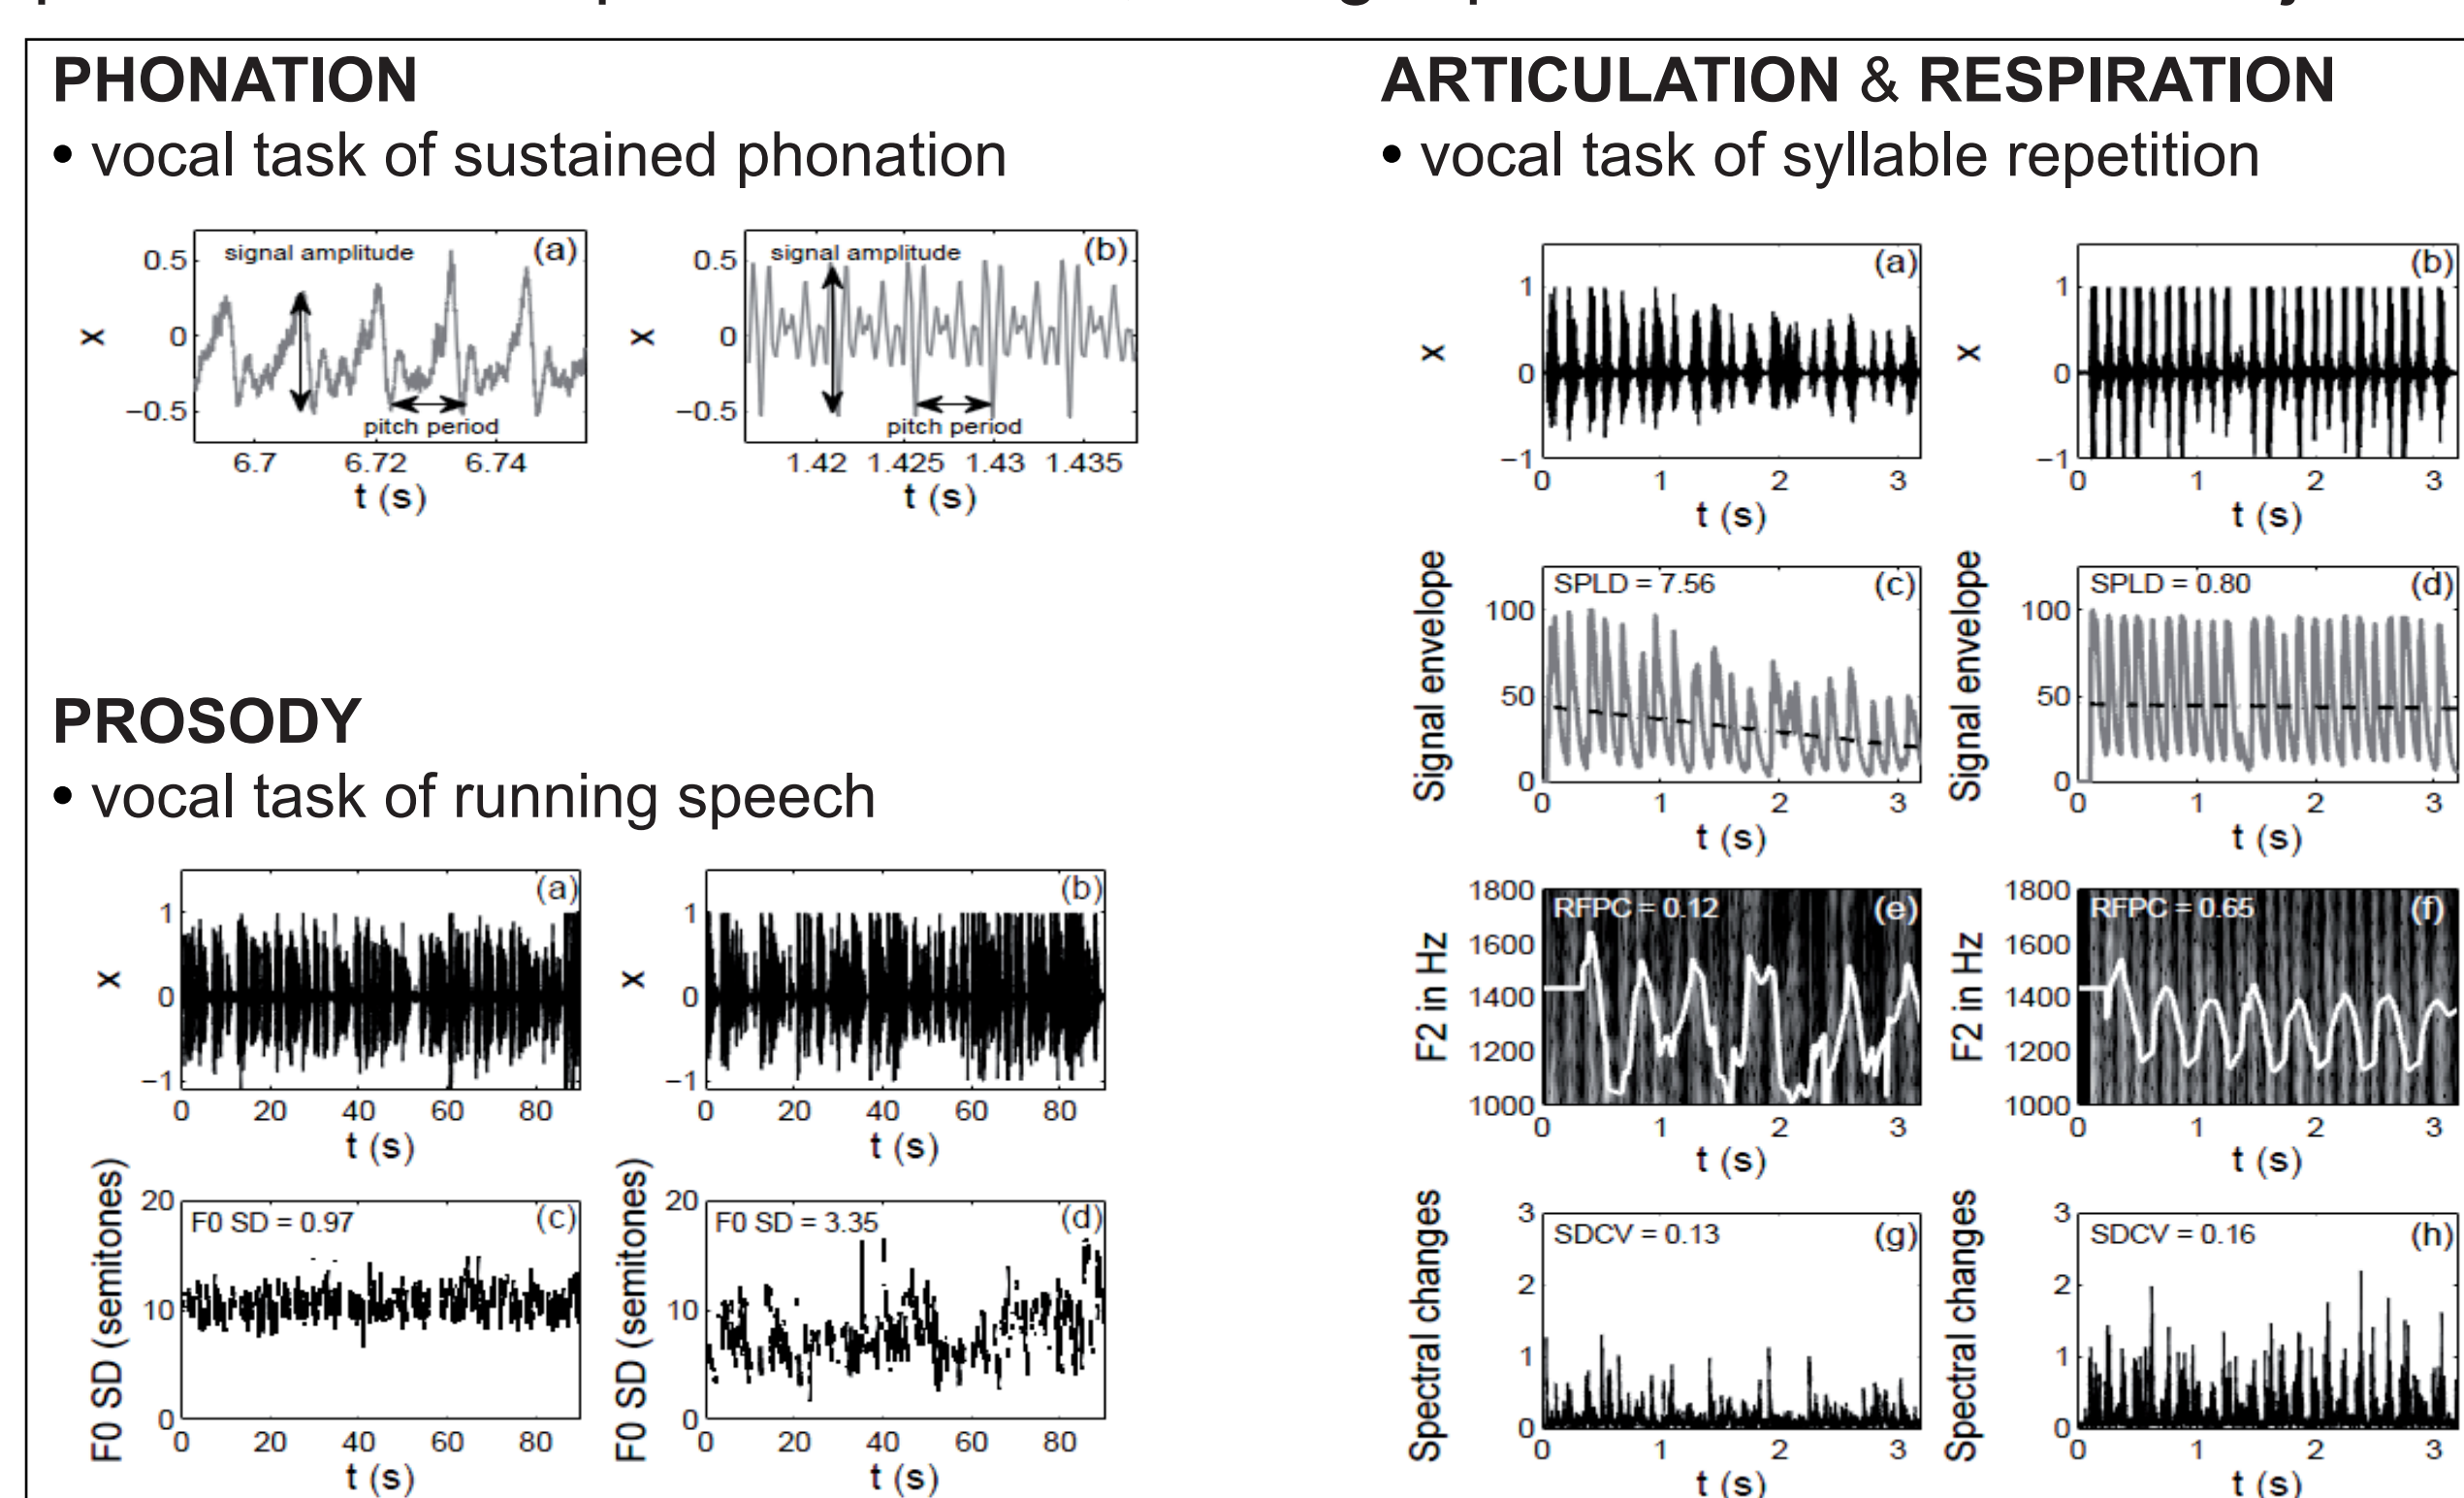 PHONATION
• vocal task of sustained phonation
signal amplitude
(a)
0.5
0
−0.5
x
pitch period
6.7 6.72 6.74
t (s)
signal amplitude
(b)
0.5
0
−0.5
x
pitch period
1.42 1.425 1.43 1.435
t (s)
PROSODY
• vocal task of running speech
(a)
1
0
−1
x
0 20 40 60 80
t (s)
(b)
1
0
−1
x
0 20 40 60 80
t (s)
F0 SD = 0.97
(c)
20
10
0
F0 SD (semitones)
0 20 40 60 80
t (s)
F0 SD = 3.35
(d)
20
10
0
F0 SD (semitones)
0 20 40 60 80
t (s)
ARTICULATION & RESPIRATION
• vocal task of syllable repetition
(a)
1
0
−1
x
0 1 2 3
t (s)
(b)
1
0
−1
x
0 1 2 3
t (s)
SPLD = 7.56
(c)
100
50
0
Signal envelope
0 1 2 3
t (s)
SPLD = 0.80
(d)
100
50
0
Signal envelope
0 1 2 3
t (s)
RFPC = 0.12
(e)
1800
1600
1400
1200
1000
F2 in Hz
0 1 2 3
t (s)
RFPC = 0.65
(f)
1800
1600
1400
1200
1000
F2 in Hz
0 1 2 3
t (s)
SDCV = 0.13
(g)
3
2
1
0
Spectral changes
0 1 2 3
t (s)
SDCV = 0.16
(h)
3
2
1
0
Spectral changes
0 1 2 3
t (s)